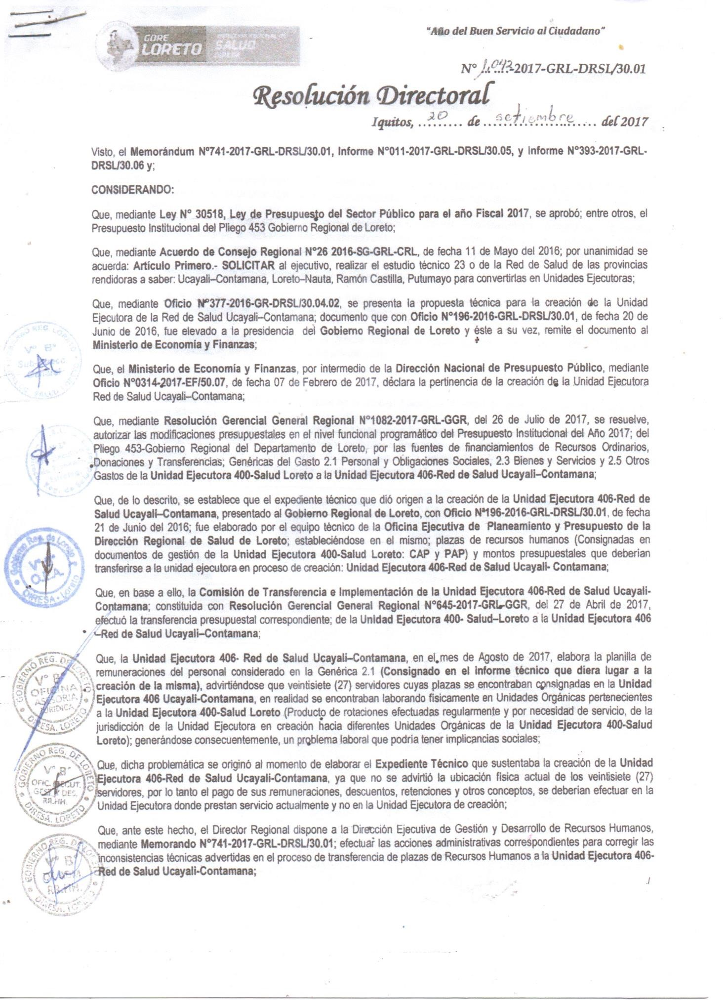 GORE
LORETO
DIRECCIÓN REGIONAL DE
SALUD
"Año del Buen Servicio al Ciudadano"
N° 1042-2017-GRL-DRSL/30.01
Resolución Directoral
Iquitos, 20 de setiembre del 2017
Visto, el Memorándum Nº741-2017-GRL-DRSL/30.01, Informe Nº011-2017-GRL-DRSL/30.05, y Informe Nº393-2017-GRL-
DRSL/30.06 y;
CONSIDERANDO:
Que, mediante Ley Nº 30518, Ley de Presupuesto del Sector Público para el año Fiscal 2017, se aprobó; entre otros, el
Presupuesto Institucional del Pliego 453 Gobierno Regional de Loreto;
Que, mediante Acuerdo de Consejo Regional Nº26 2016-SG-GRL-CRL, de fecha 11 de Mayo del 2016; por unanimidad se
acuerda: Artículo Primero.- SOLICITAR al ejecutivo, realizar el estudio técnico 23 o de la Red de Salud de las provincias
rendidoras a saber: Ucayali–Contamana, Loreto–Nauta, Ramón Castilla, Putumayo para convertirlas en Unidades Ejecutoras;
Que, mediante Oficio Nº377-2016-GR-DRSL/30.04.02, se presenta la propuesta técnica para la creación de la Unidad
Ejecutora de la Red de Salud Ucayali–Contamana; documento que con Oficio Nº196-2016-GRL-DRSL/30.01, de fecha 20 de
Junio de 2016, fue elevado a la presidencia del Gobierno Regional de Loreto y éste a su vez, remite el documento al
Ministerio de Economía y Finanzas;
Que, el Ministerio de Economía y Finanzas, por intermedio de la Dirección Nacional de Presupuesto Público, mediante
Oficio Nº0314-2017-EF/50.07, de fecha 07 de Febrero de 2017, déclara la pertinencia de la creación de la Unidad Ejecutora
Red de Salud Ucayali–Contamana;
Que, mediante Resolución Gerencial General Regional Nº1082-2017-GRL-GGR, del 26 de Julio de 2017, se resuelve,
autorizar las modificaciones presupuestales en el nivel funcional programático del Presupuesto Institucional del Año 2017; del
Pliego 453-Gobierno Regional del Departamento de Loreto, por las fuentes de financiamientos de Recursos Ordinarios,
Donaciones y Transferencias; Genéricas del Gasto 2.1 Personal y Obligaciones Sociales, 2.3 Bienes y Servicios y 2.5 Otros
Gastos de la Unidad Ejecutora 400-Salud Loreto a la Unidad Ejecutora 406-Red de Salud Ucayali–Contamana;
Que, de lo descrito, se establece que el expediente técnico que dió origen a la creación de la Unidad Ejecutora 406-Red de
Salud Ucayali–Contamana, presentado al Gobierno Regional de Loreto, con Oficio Nª196-2016-GRL-DRSL/30.01, de fecha
21 de Junio del 2016; fue elaborado por el equipo técnico de la Oficina Ejecutiva de Planeamiento y Presupuesto de la
Dirección Regional de Salud de Loreto; estableciéndose en el mismo; plazas de recursos humanos (Consignadas en
documentos de gestión de la Unidad Ejecutora 400-Salud Loreto: CAP y PAP) y montos presupuestales que deberían
transferirse a la unidad ejecutora en proceso de creación: Unidad Ejecutora 406-Red de Salud Ucayali- Contamana;
Que, en base a ello, la Comisión de Transferencia e Implementación de la Unidad Ejecutora 406-Red de Salud Ucayali-
Contamana; constituida con Resolución Gerencial General Regional Nº645-2017-GRL-GGR, del 27 de Abril de 2017,
efectuó la transferencia presupuestal correspondiente; de la Unidad Ejecutora 400- Salud–Loreto a la Unidad Ejecutora 406
–Red de Salud Ucayali–Contamana;
Que, la Unidad Ejecutora 406- Red de Salud Ucayali–Contamana, en el mes de Agosto de 2017, elabora la planilla de
remuneraciones del personal considerado en la Genérica 2.1 (Consignado en el informe técnico que diera lugar a la
creación de la misma), advirtiéndose que veintisiete (27) servidores cuyas plazas se encontraban consignadas en la Unidad
Ejecutora 406 Ucayali-Contamana, en realidad se encontraban laborando físicamente en Unidades Orgánicas pertenecientes
a la Unidad Ejecutora 400-Salud Loreto (Producto de rotaciones efectuadas regularmente y por necesidad de servicio, de la
jurisdicción de la Unidad Ejecutora en creación hacia diferentes Unidades Orgánicas de la Unidad Ejecutora 400-Salud
Loreto); generándose consecuentemente, un problema laboral que podría tener implicancias sociales;
Que, dicha problemática se originó al momento de elaborar el Expediente Técnico que sustentaba la creación de la Unidad
Ejecutora 406-Red de Salud Ucayali-Contamana, ya que no se advirtió la ubicación física actual de los veintisiete (27)
servidores, por lo tanto el pago de sus remuneraciones, descuentos, retenciones y otros conceptos, se deberían efectuar en la
Unidad Ejecutora donde prestan servicio actualmente y no en la Unidad Ejecutora de creación;
Que, ante este hecho, el Director Regional dispone a la Dirección Ejecutiva de Gestión y Desarrollo de Recursos Humanos,
mediante Memorando Nº741-2017-GRL-DRSL/30.01; efectuar las acciones administrativas correspondientes para corregir las
inconsistencias técnicas advertidas en el proceso de transferencia de plazas de Recursos Humanos a la Unidad Ejecutora 406-
Red de Salud Ucayali-Contamana;
./
Gobierno Reg. de Loreto
Vº Bº
DIRESA - Loreto
GOBIERNO REG. DE LORETO
Vº Bº
OFICINA
ASESORIA
JURIDICA
DIRESA. LORETO
GOBIERNO REG. DE LORETO
Vº Bº
RR.HH.
DIRESA. LORETO
GOBIERNO REG. DE LORETO
Vº Bº
RR.HH.
DIRESA. LORETO